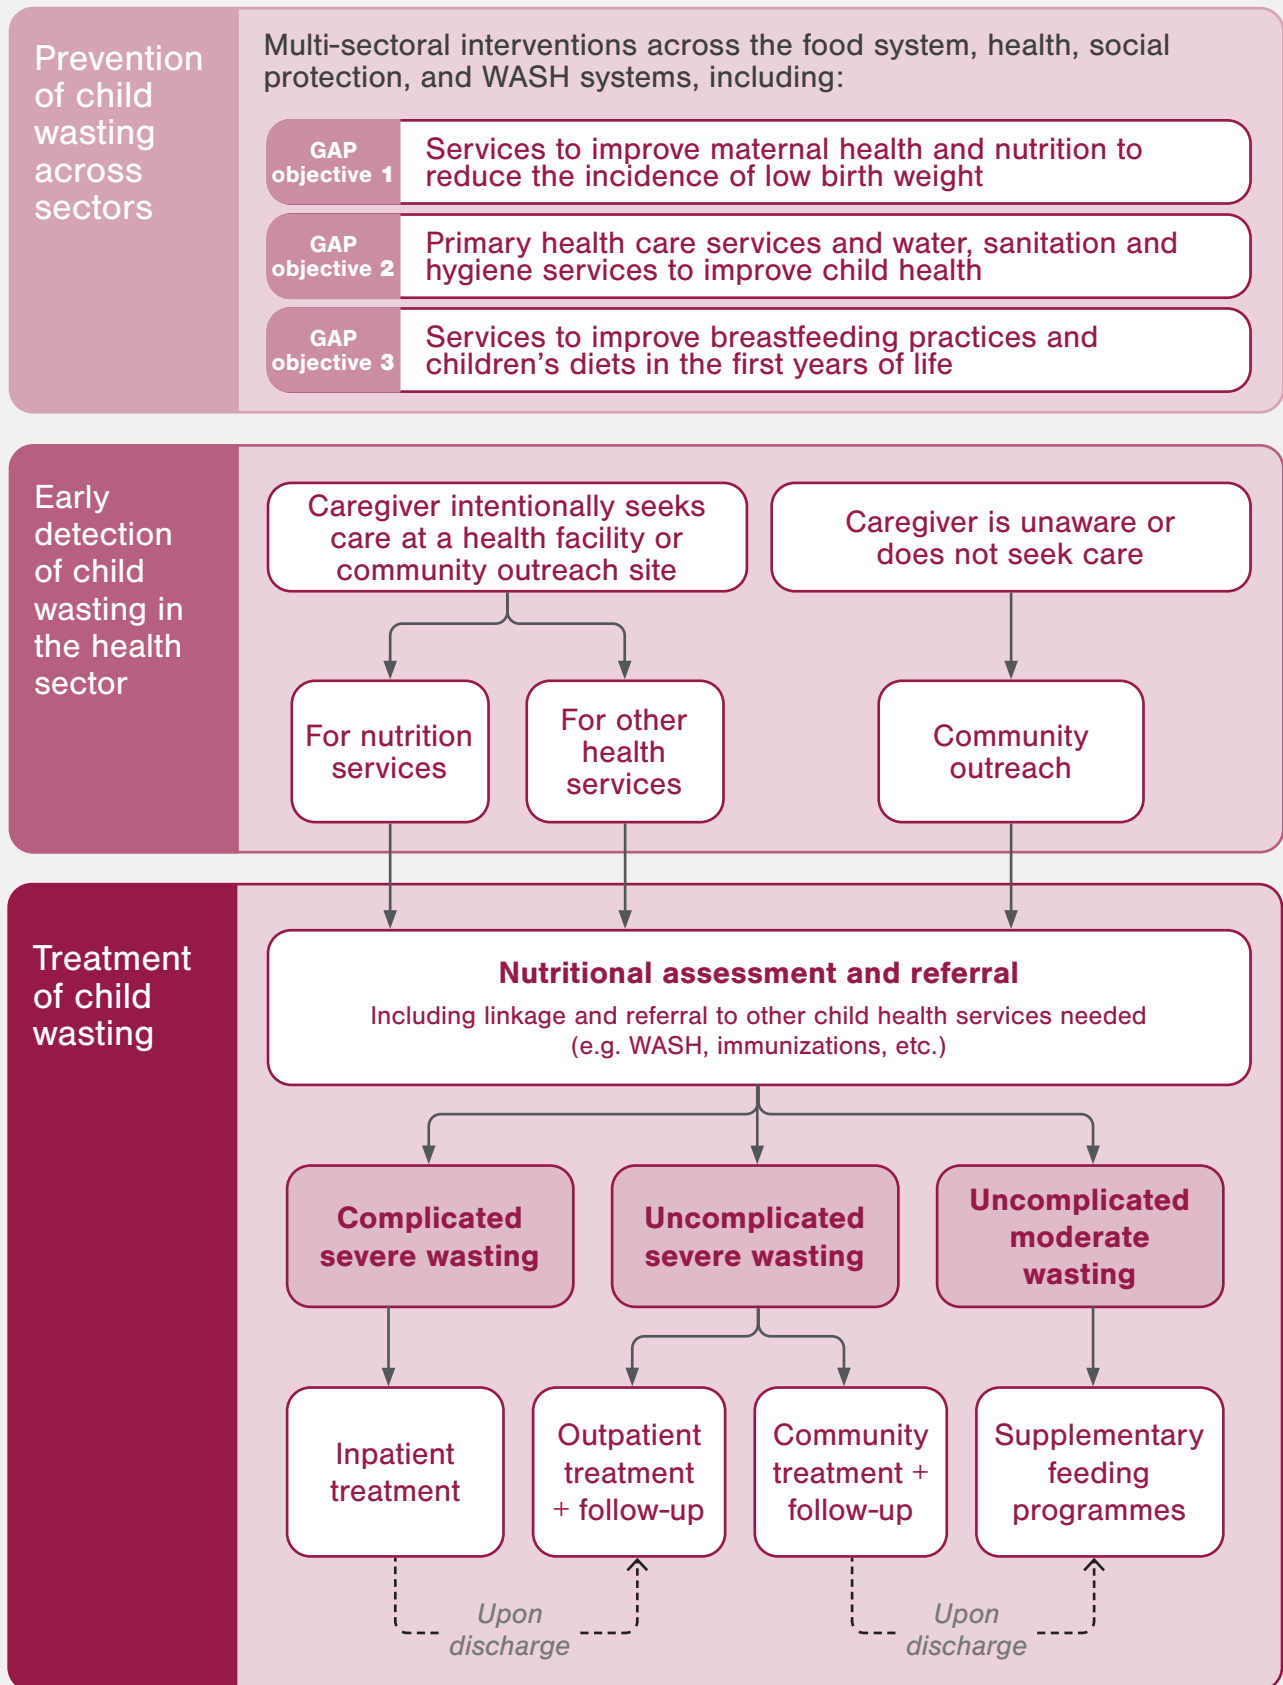 Prevention
of child
wasting
across
sectors
Multi-sectoral interventions across the food system, health, social
protection, and WASH systems, including:
GAP
objective 1
Services to improve maternal health and nutrition to
reduce the incidence of low birth weight
GAP
objective 2
Primary health care services and water, sanitation and
hygiene services to improve child health
GAP
objective 3
Services to improve breastfeeding practices and
children’s diets in the first years of life
Early
detection
of child
wasting in
the health
sector
Caregiver intentionally seeks
care at a health facility or
community outreach site
Caregiver is unaware or
does not seek care
For nutrition
services
For other
health
services
Community
outreach
Treatment
of child
wasting
Nutritional assessment and referral
Including linkage and referral to other child health services needed
(e.g. WASH, immunizations, etc.)
Complicated
severe wasting
Uncomplicated
severe wasting
Uncomplicated
moderate
wasting
Inpatient
treatment
Outpatient
treatment
+ follow-up
Community
treatment +
follow-up
Supplementary
feeding
programmes
Upon
discharge
Upon
discharge